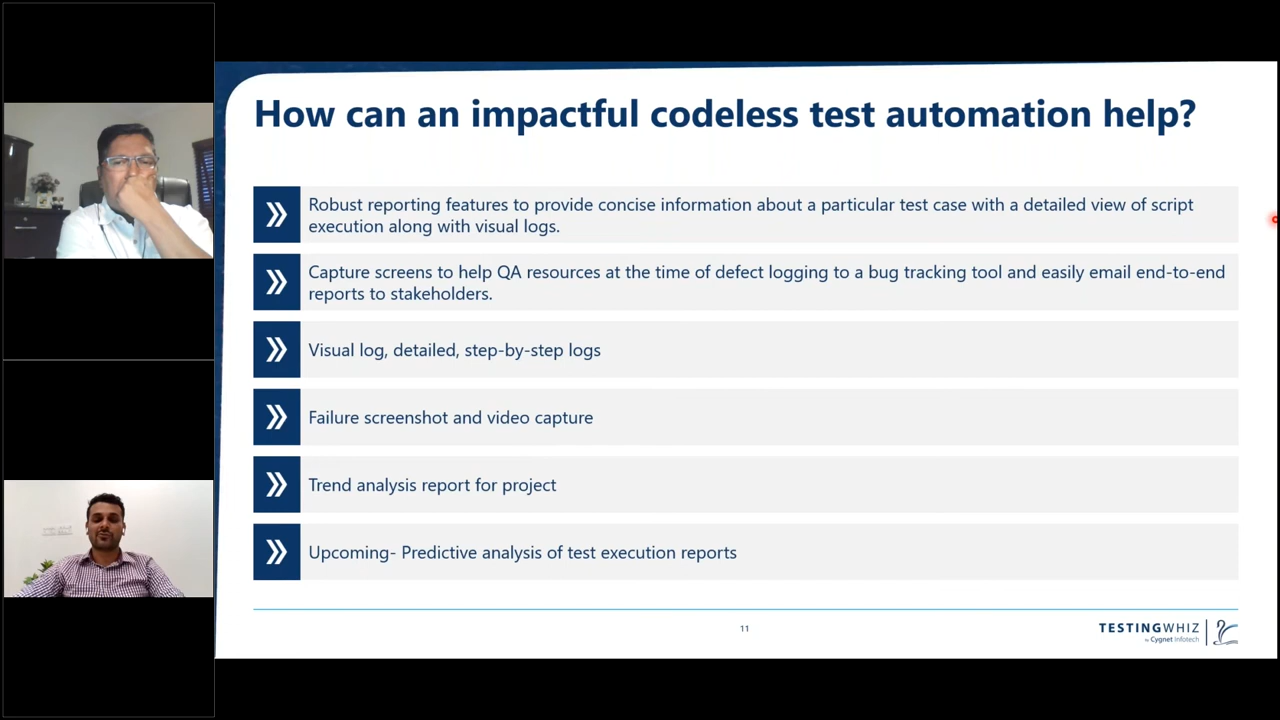 How can an impactful codeless test automation help?
Robust reporting features to provide concise information about a particular test case with a detailed view of script
execution along with visual logs.
Capture screens to help QA resources at the time of defect logging to a bug tracking tool and easily email end-to-end
reports to stakeholders.
Visual log, detailed, step-by-step logs
Failure screenshot and video capture
Trend analysis report for project
Upcoming- Predictive analysis of test execution reports
11
TESTINGWHIZ
by Cygnet Infotech